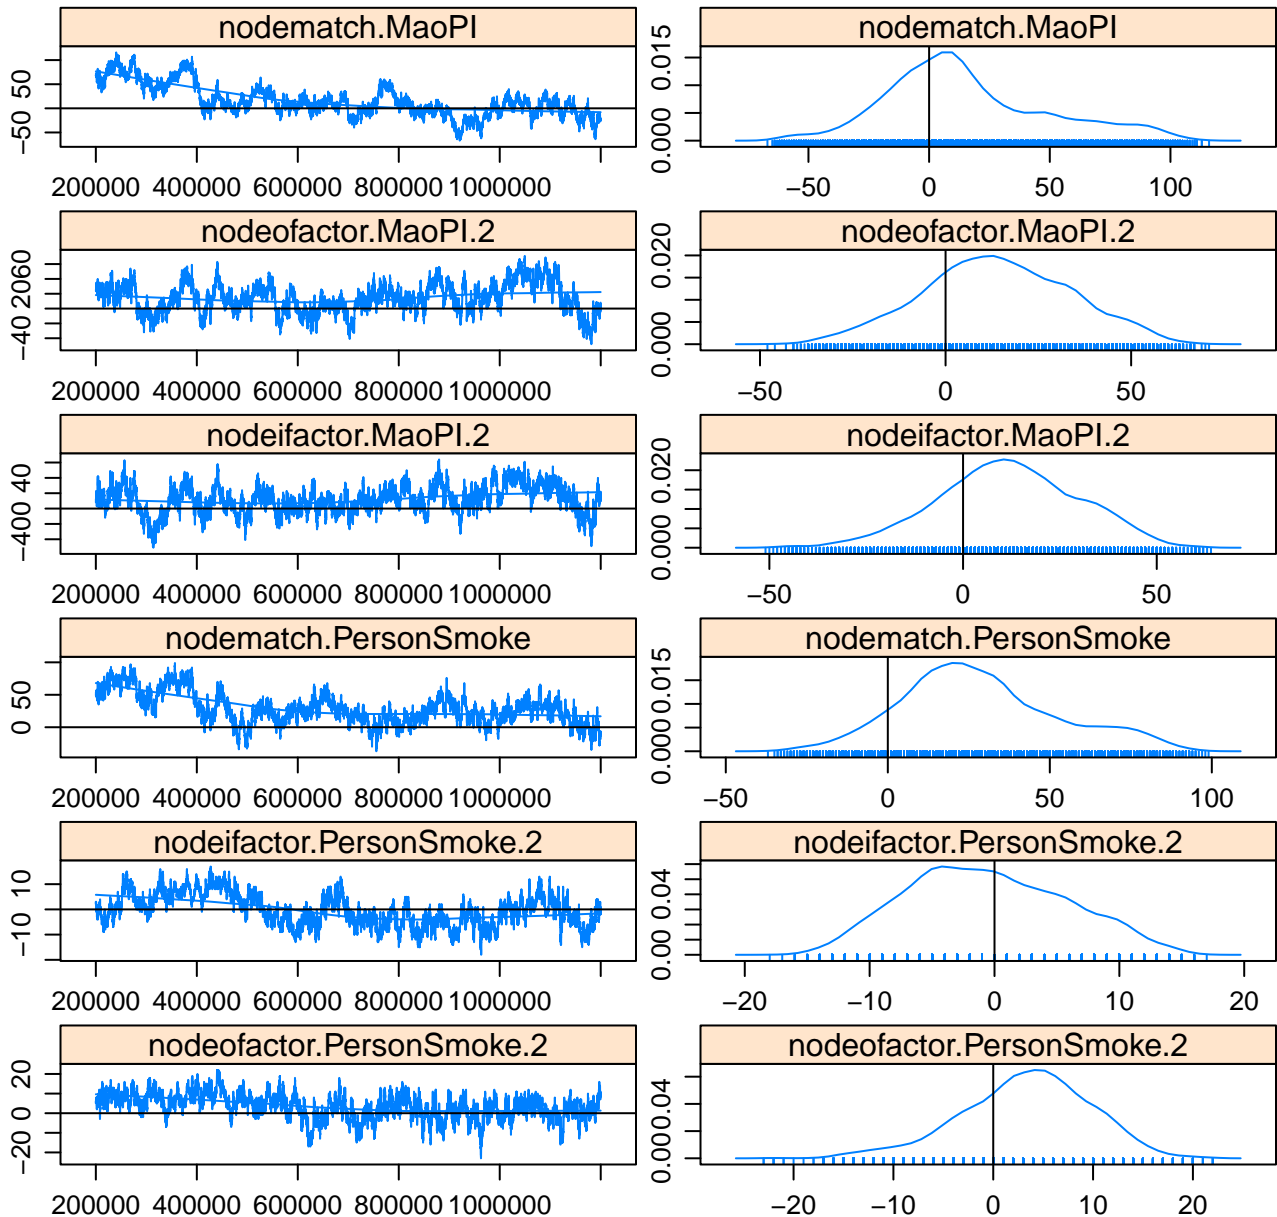 nodematch.MaoPI
nodematch.MaoPI
−50 50
200000 400000 600000 800000 1000000
0.000 0.015
−50 0 50 100
nodeofactor.MaoPI.2
nodeofactor.MaoPI.2
−40 20 60
200000 400000 600000 800000 1000000
0.000 0.020
−50 0 50
nodeifactor.MaoPI.2
nodeifactor.MaoPI.2
−40 0 40
200000 400000 600000 800000 1000000
0.000 0.020
−50 0 50
nodematch.PersonSmoke
nodematch.PersonSmoke
0 50
200000 400000 600000 800000 1000000
0.000 0.015
−50 0 50 100
nodeifactor.PersonSmoke.2
nodeifactor.PersonSmoke.2
−10 10
200000 400000 600000 800000 1000000
0.00 0.04
−20 −10 0 10 20
nodeofactor.PersonSmoke.2
nodeofactor.PersonSmoke.2
−20 0 20
200000 400000 600000 800000 1000000
0.00 0.04
−20 −10 0 10 20